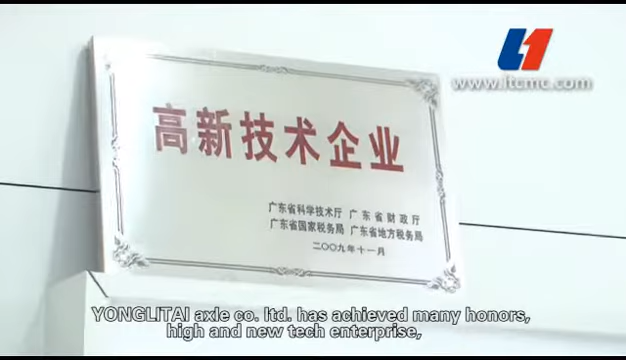 www.ltcmc.com
高新技术企业
广东省科学技术厅 广东省财政厅
广东省国家税务局 广东省地方税务局
二〇〇九年十一月
YONGLITAI axle co. ltd. has achieved many honors,
high and new tech enterprise,